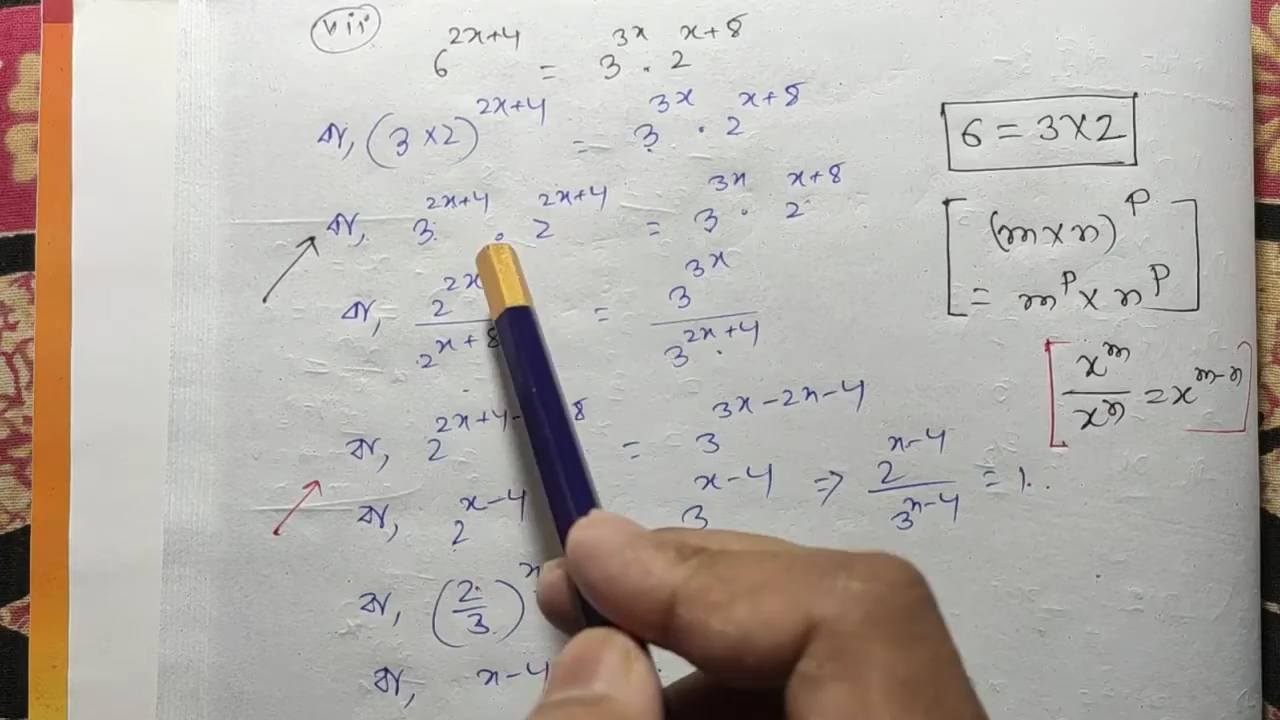 vii
6^{2x+4} = 3^{3x} . 2^{x+8}
বা, (3 × 2)^{2x+4} = 3^{3x} . 2^{x+8}
বা, 3^{2x+4} . 2^{2x+4} = 3^{3x} . 2^{x+8}
বা, 2^{2x} / 2^{x+8} = 3^{3x} / 3^{2x+4}
বা, 2^{2x+4- 8} = 3^{3x-2x-4}
বা, 2^{x-4} 3^{x-4} ⇒ 2^{x-4} / 3^{x-4} = 1.
বা, (2/3)^{x
বা, x-4
6 = 3×2
[(m×n)^p
= m^p × n^p]
[x^m / x^n = x^{m-n}]